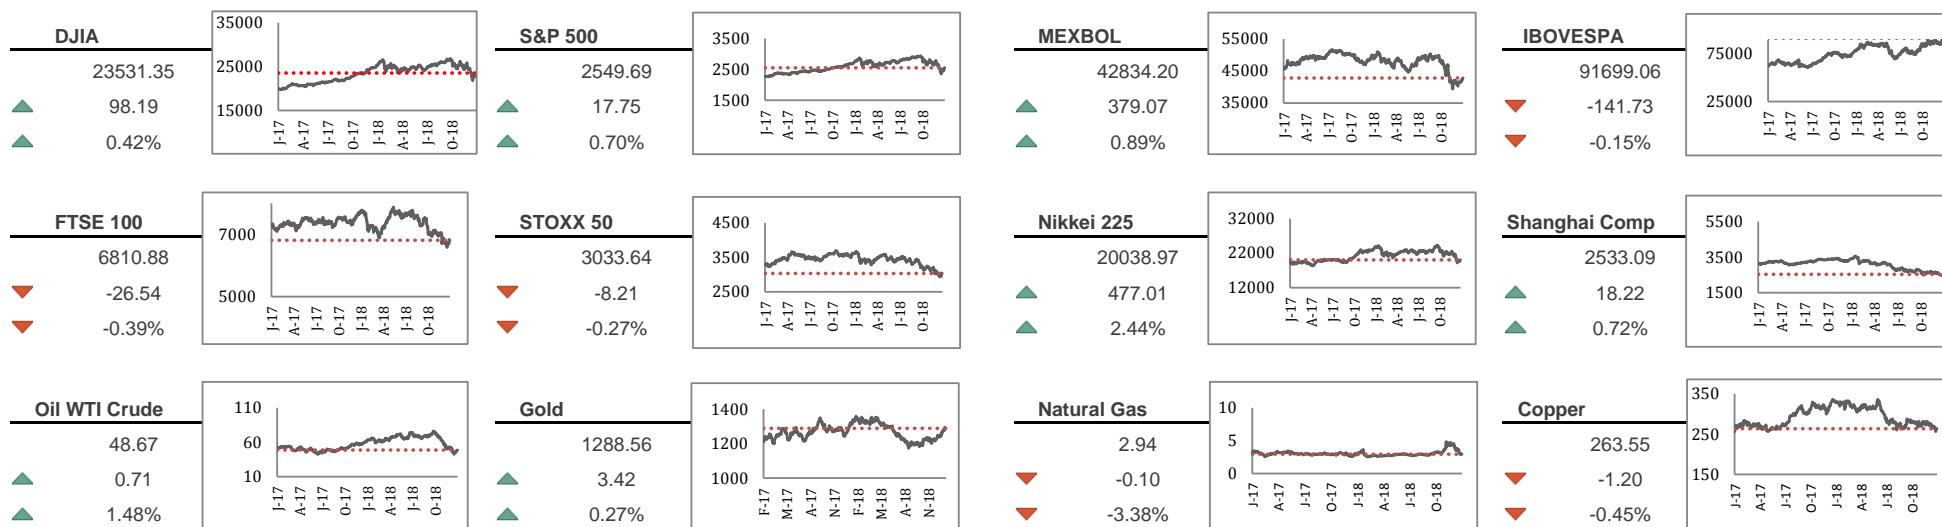 DJIA
23531.35
98.19
0.42%
35000
25000
15000
J-17
A-17
J-17
O-17
J-18
A-18
J-18
O-18
S&P 500
2549.69
17.75
0.70%
3500
2500
1500
J-17
A-17
J-17
O-17
J-18
A-18
J-18
O-18
MEXBOL
42834.20
379.07
0.89%
55000
45000
35000
J-17
A-17
J-17
O-17
J-18
A-18
J-18
O-18
IBOVESPA
91699.06
-141.73
-0.15%
75000
25000
J-17
A-17
J-17
O-17
J-18
A-18
J-18
O-18
FTSE 100
6810.88
-26.54
-0.39%
7000
5000
J-17
A-17
J-17
O-17
J-18
A-18
J-18
O-18
STOXX 50
3033.64
-8.21
-0.27%
4500
3500
2500
J-17
A-17
J-17
O-17
J-18
A-18
J-18
O-18
Nikkei 225
20038.97
477.01
2.44%
32000
22000
12000
J-17
A-17
J-17
O-17
J-18
A-18
J-18
O-18
Shanghai Comp
2533.09
18.22
0.72%
5500
3500
1500
J-17
A-17
J-17
O-17
J-18
A-18
J-18
O-18
Oil WTI Crude
48.67
0.71
1.48%
110
60
10
J-17
A-17
J-17
O-17
J-18
A-18
J-18
O-18
Gold
1288.56
3.42
0.27%
1400
1200
1000
F-17
M-17
A-17
N-17
F-18
M-18
A-18
N-18
Natural Gas
2.94
-0.10
-3.38%
10
5
0
J-17
A-17
J-17
O-17
J-18
A-18
J-18
O-18
Copper
263.55
-1.20
-0.45%
350
250
150
J-17
A-17
J-17
O-17
J-18
A-18
J-18
O-18